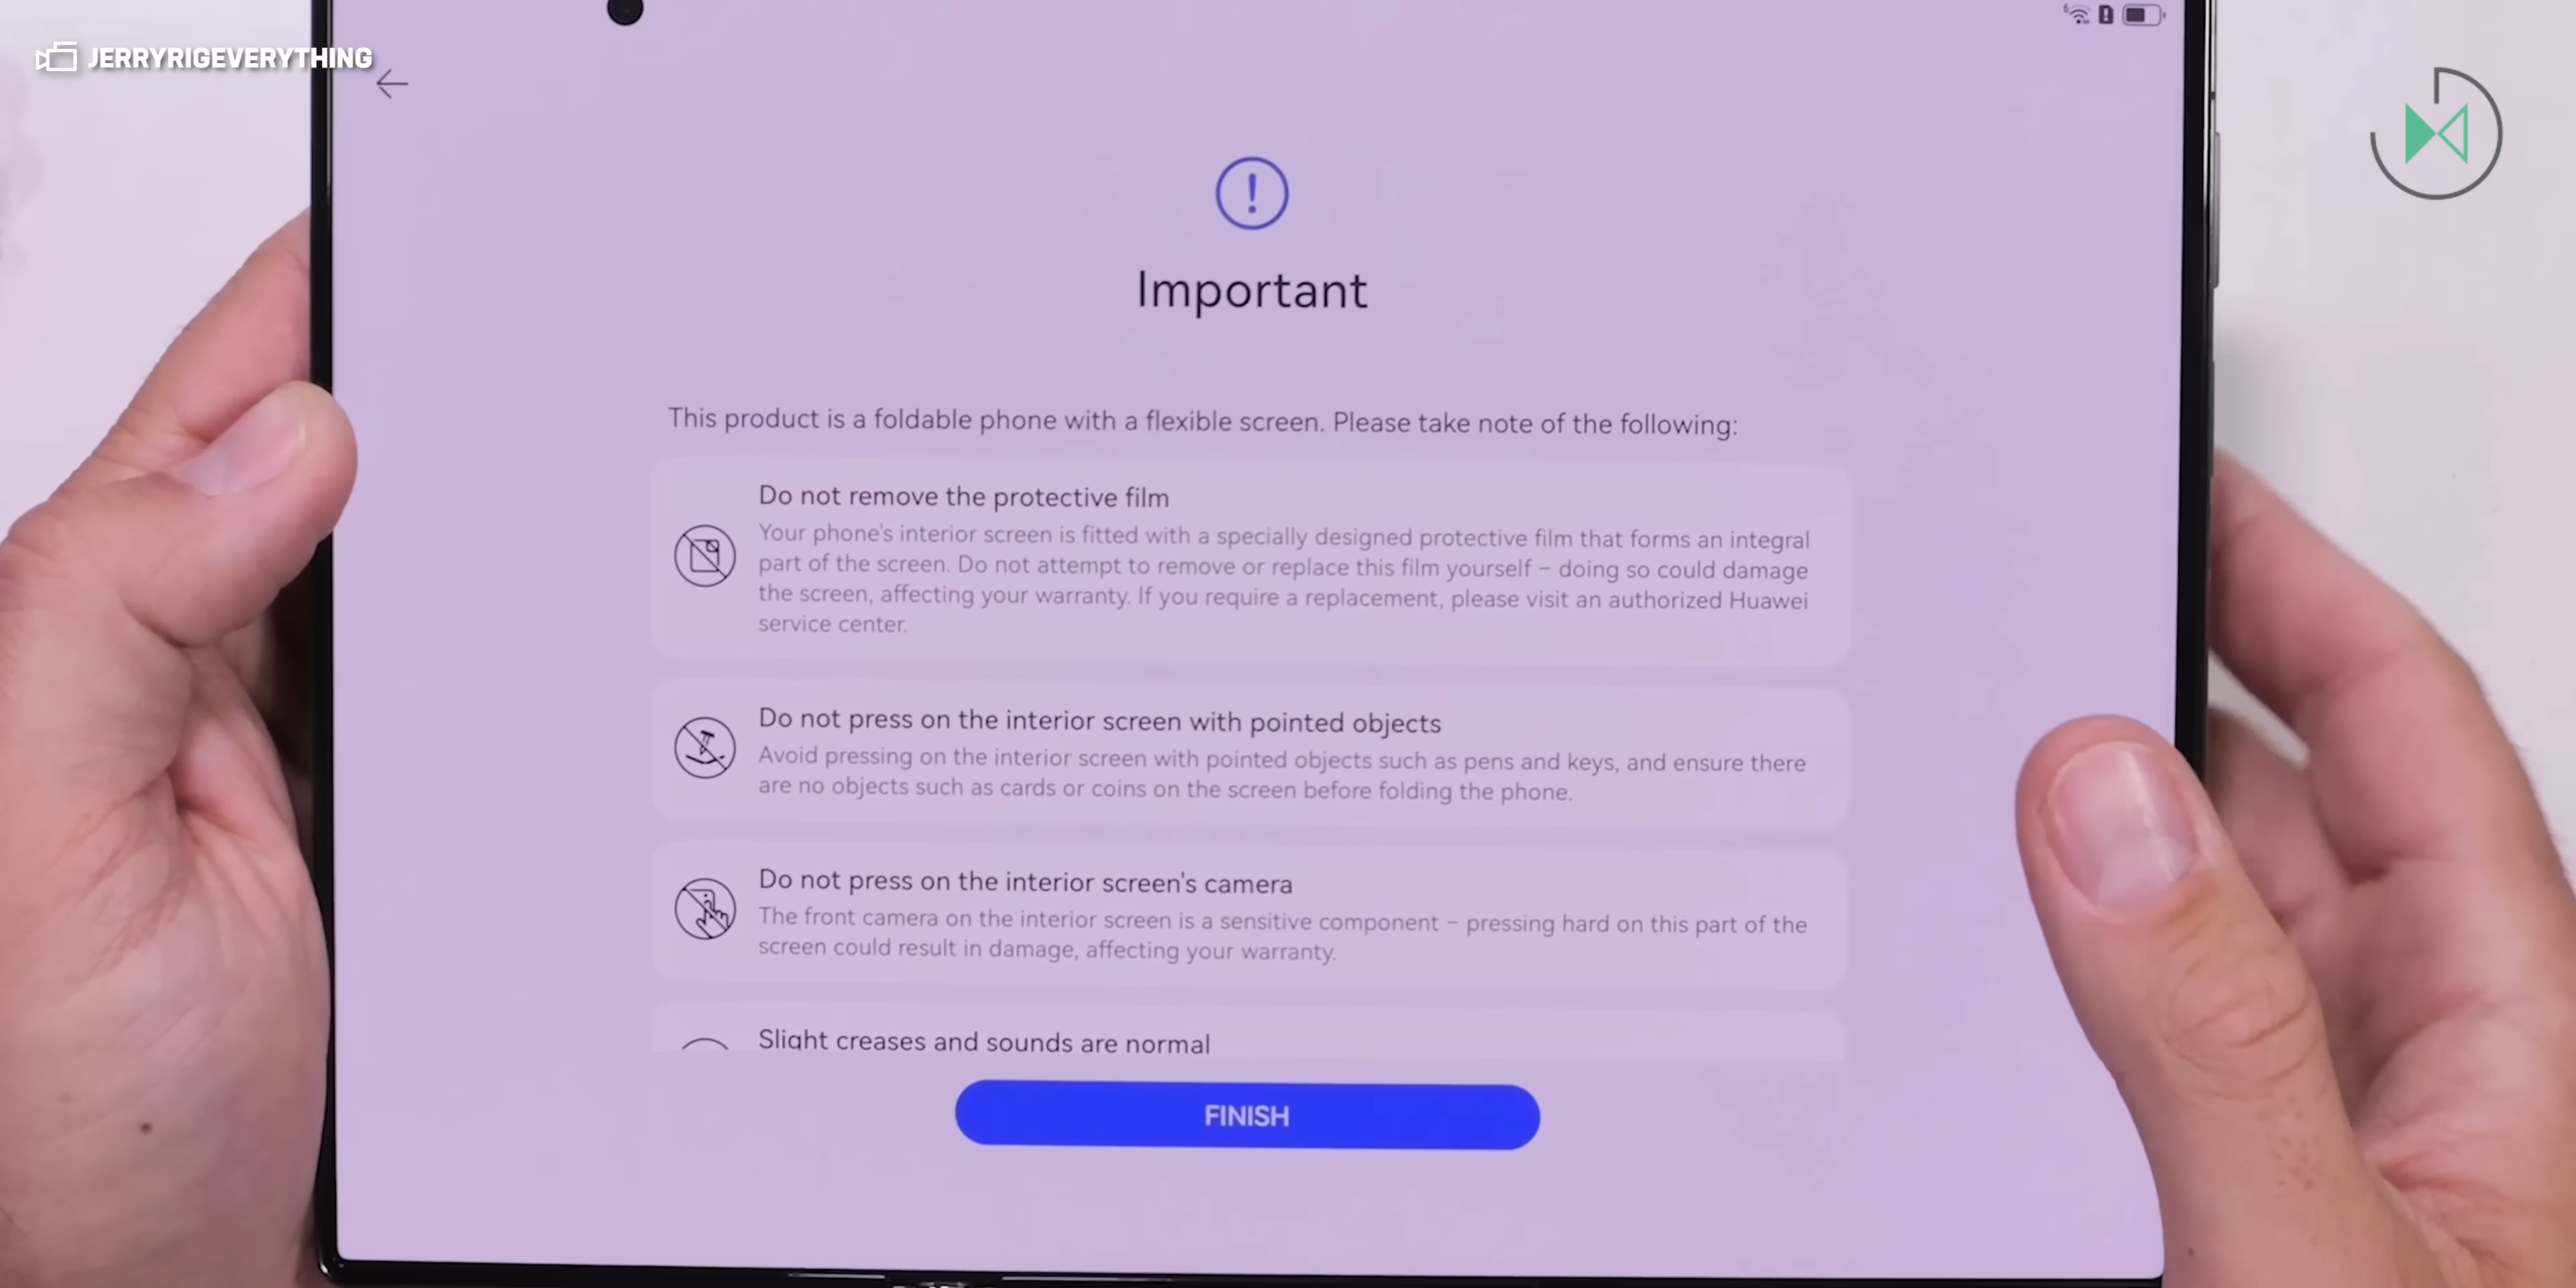 JERRYRIGEVERYTHING
6
Important
This product is a foldable phone with a flexible screen. Please take note of the following:
Do not remove the protective film
Your phone's interior screen is fitted with a specially designed protective film that forms an integral
part of the screen. Do not attempt to remove or replace this film yourself – doing so could damage
the screen, affecting your warranty. If you require a replacement, please visit an authorized Huawei
service center.
Do not press on the interior screen with pointed objects
Avoid pressing on the interior screen with pointed objects such as pens and keys, and ensure there
are no objects such as cards or coins on the screen before folding the phone.
Do not press on the interior screen's camera
The front camera on the interior screen is a sensitive component – pressing hard on this part of the
screen could result in damage, affecting your warranty.
Slight creases and sounds are normal
FINISH